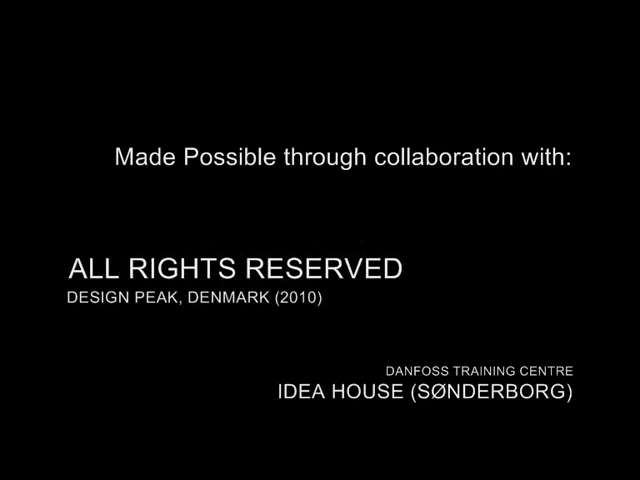 Made Possible through collaboration with:
ALL RIGHTS RESERVED
DESIGN PEAK, DENMARK (2010)
DANFOSS TRAINING CENTRE
IDEA HOUSE (SØNDERBORG)